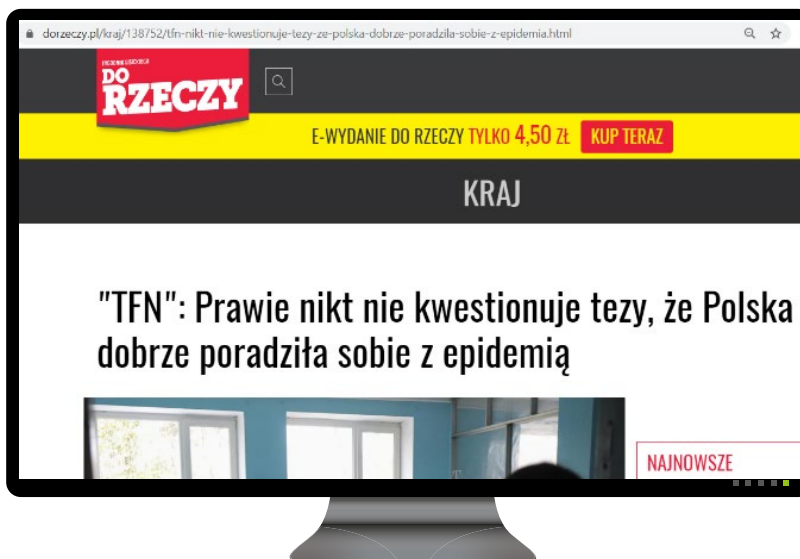 dorzeczy.pl/kraj/138752/tfn-nikt-nie-kwestionuje-tezy-ze-polska-dobrze-poradzila-sobie-z-epidemia.html
TYGODNIK LISICKIEGO
DO
RZECZY
E-WYDANIE DO RZECZY TYLKO 4,50 ZŁ KUP TERAZ
KRAJ
"TFN": Prawie nikt nie kwestionuje tezy, że Polska
dobrze poradziła sobie z epidemią
NAJNOWSZE